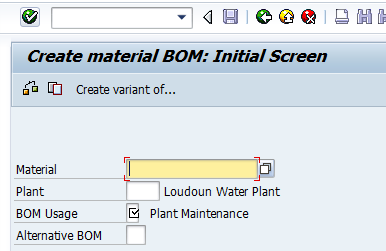 Create material BOM: Initial Screen
Create variant of...
Material
Plant Loudoun Water Plant
BOM Usage Plant Maintenance
Alternative BOM